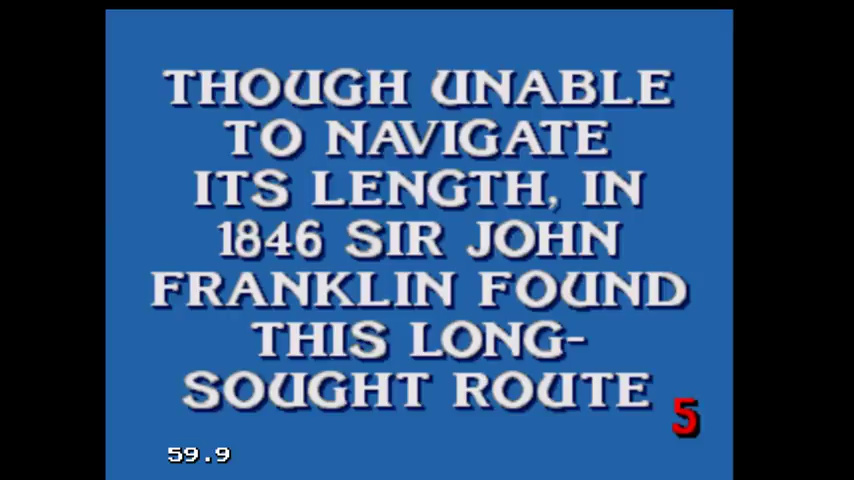 THOUGH UNABLE
TO NAVIGATE
ITS LENGTH, IN
1846 SIR JOHN
FRANKLIN FOUND
THIS LONG-
SOUGHT ROUTE
5
59.9